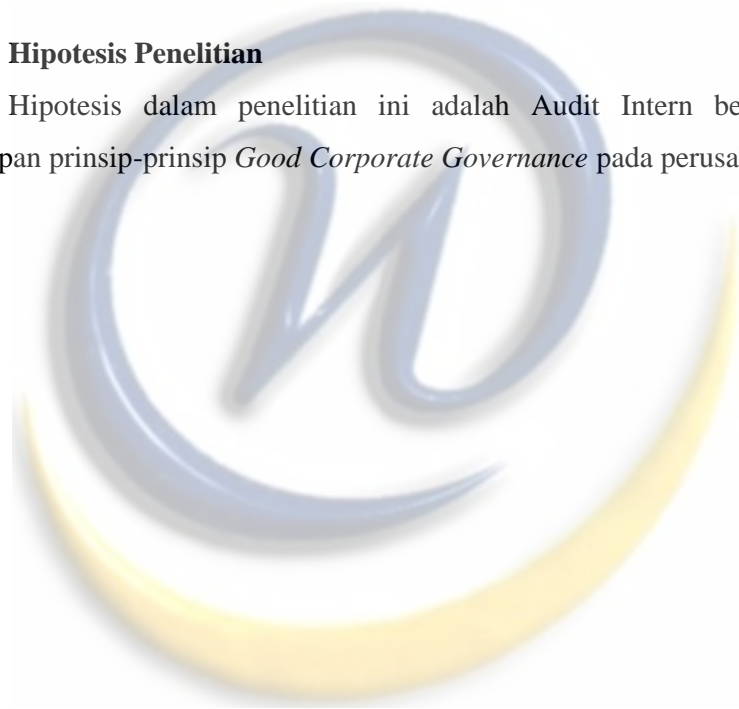 Hipotesis Penelitian
Hipotesis dalam penelitian ini adalah Audit Intern be
pan prinsip-prinsip Good Corporate Governance pada perusa